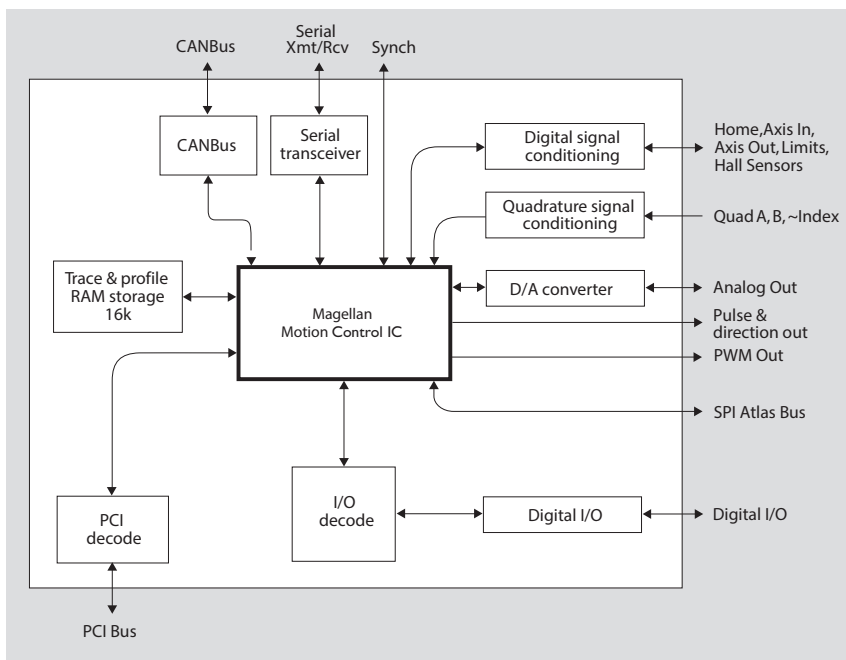 Serial
Xmt/Rcv
CANBus
Synch
CANBus
Serial
transceiver
Digital signal
conditioning
Home,Axis In,
Axis Out, Limits,
Hall Sensors
Quadrature signal
conditioning
Quad A, B, ~Index
Trace & profile
RAM storage
16k
Magellan
Motion Control IC
D/A converter
Analog Out
Pulse &
direction out
PWM Out
SPI Atlas Bus
PCI
decode
I/O
decode
Digital I/O
Digital I/O
PCI Bus